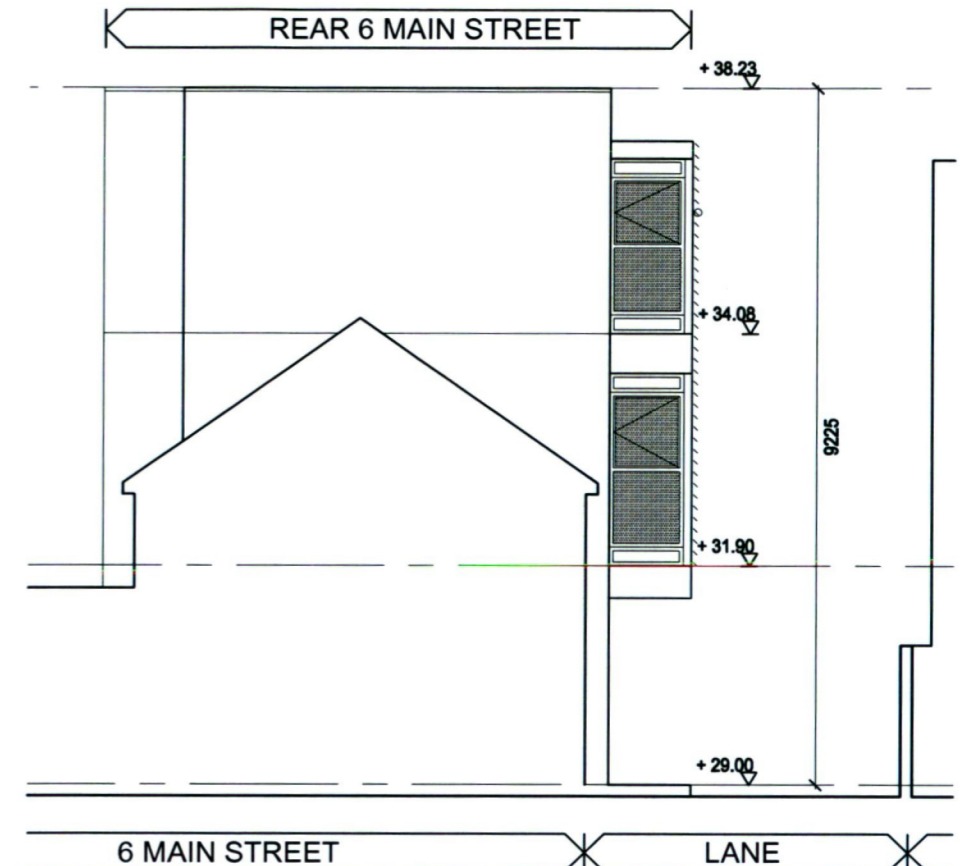 REAR 6 MAIN STREET
+ 38.23
+ 34.08
9225
+ 31.90
+ 29.00
6 MAIN STREET
LANE